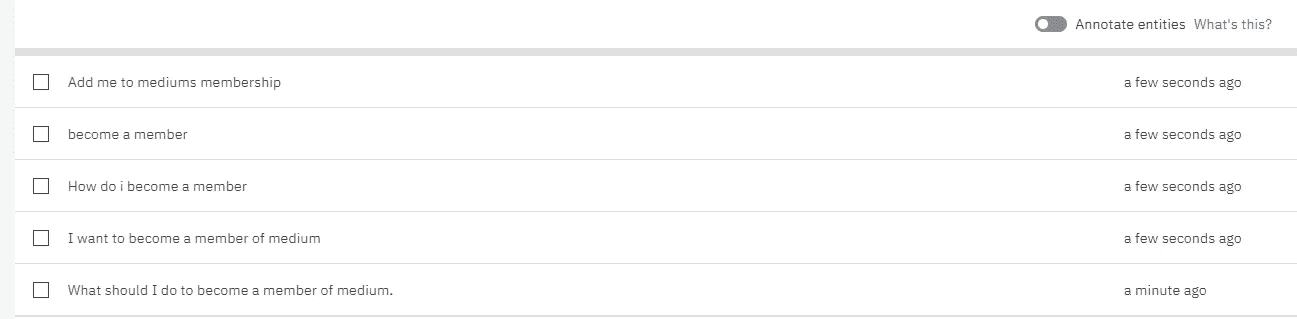 Annotate entities What's this?
Add me to mediums membership a few seconds ago
become a member a few seconds ago
How do i become a member a few seconds ago
I want to become a member of medium a few seconds ago
What should I do to become a member of medium. a minute ago